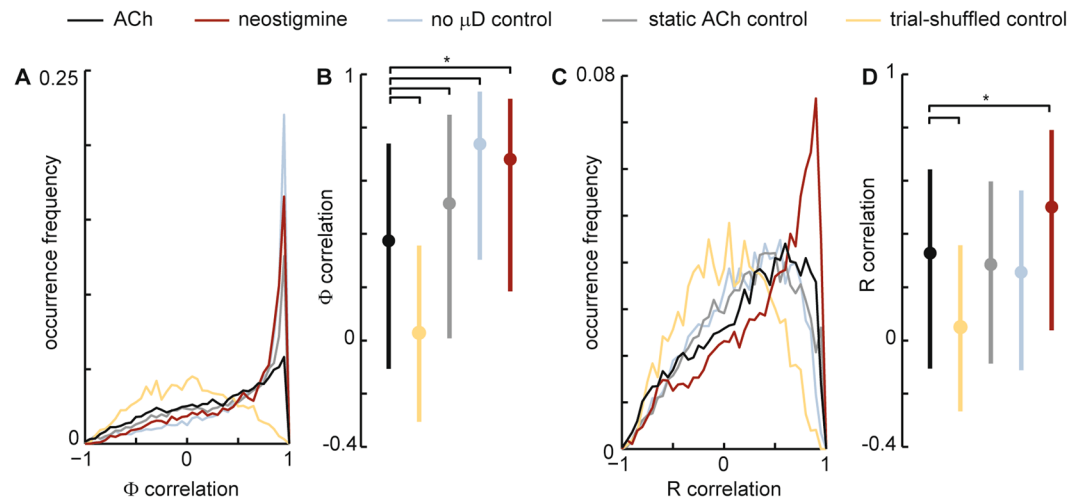 ACh neostigmine no μD control static ACh control trial-shuffled control
A 0.25 B 1 C 0.08 D 1
*
*
occurrence frequency
Φ correlation
occurrence frequency
R correlation
0 0
0 -0.4 0 -0.4
−1 0 1 −1 0 1
Φ correlation R correlation